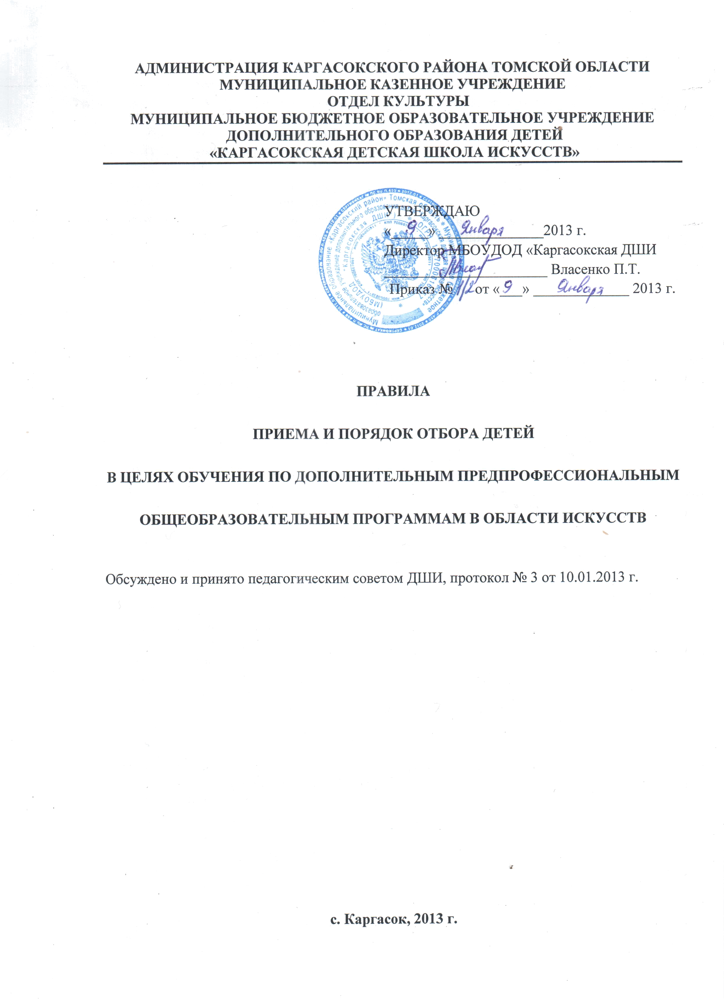 АДМИНИСТРАЦИЯ КАРГАСОКСКОГО РАЙОНА ТОМСКОЙ ОБЛАСТИ
МУНИЦИПАЛЬНОЕ КАЗЕННОЕ УЧРЕЖДЕНИЕ
ОТДЕЛ КУЛЬТУРЫ
МУНИЦИПАЛЬНОЕ БЮДЖЕТНОЕ ОБРАЗОВАТЕЛЬНОЕ УЧРЕЖДЕНИЕ
ДОПОЛНИТЕЛЬНОГО ОБРАЗОВАНИЯ ДЕТЕЙ
«КАРГАСОКСКАЯ ДЕТСКАЯ ШКОЛА ИСКУССТВ»
УТВЕРЖДАЮ
«9» Января 2013 г.
Директор МБОУДОД «Каргасокская ДШИ
Власенко П.Т.
Приказ № 1/2 от «9» Января 2013 г.
ПРАВИЛА
ПРИЕМА И ПОРЯДОК ОТБОРА ДЕТЕЙ
В ЦЕЛЯХ ОБУЧЕНИЯ ПО ДОПОЛНИТЕЛЬНЫМ ПРЕДПРОФЕССИОНАЛЬНЫМ
ОБЩЕОБРАЗОВАТЕЛЬНЫМ ПРОГРАММАМ В ОБЛАСТИ ИСКУССТВ
Обсуждено и принято педагогическим советом ДШИ, протокол № 3 от 10.01.2013 г.
с. Каргасок, 2013 г.